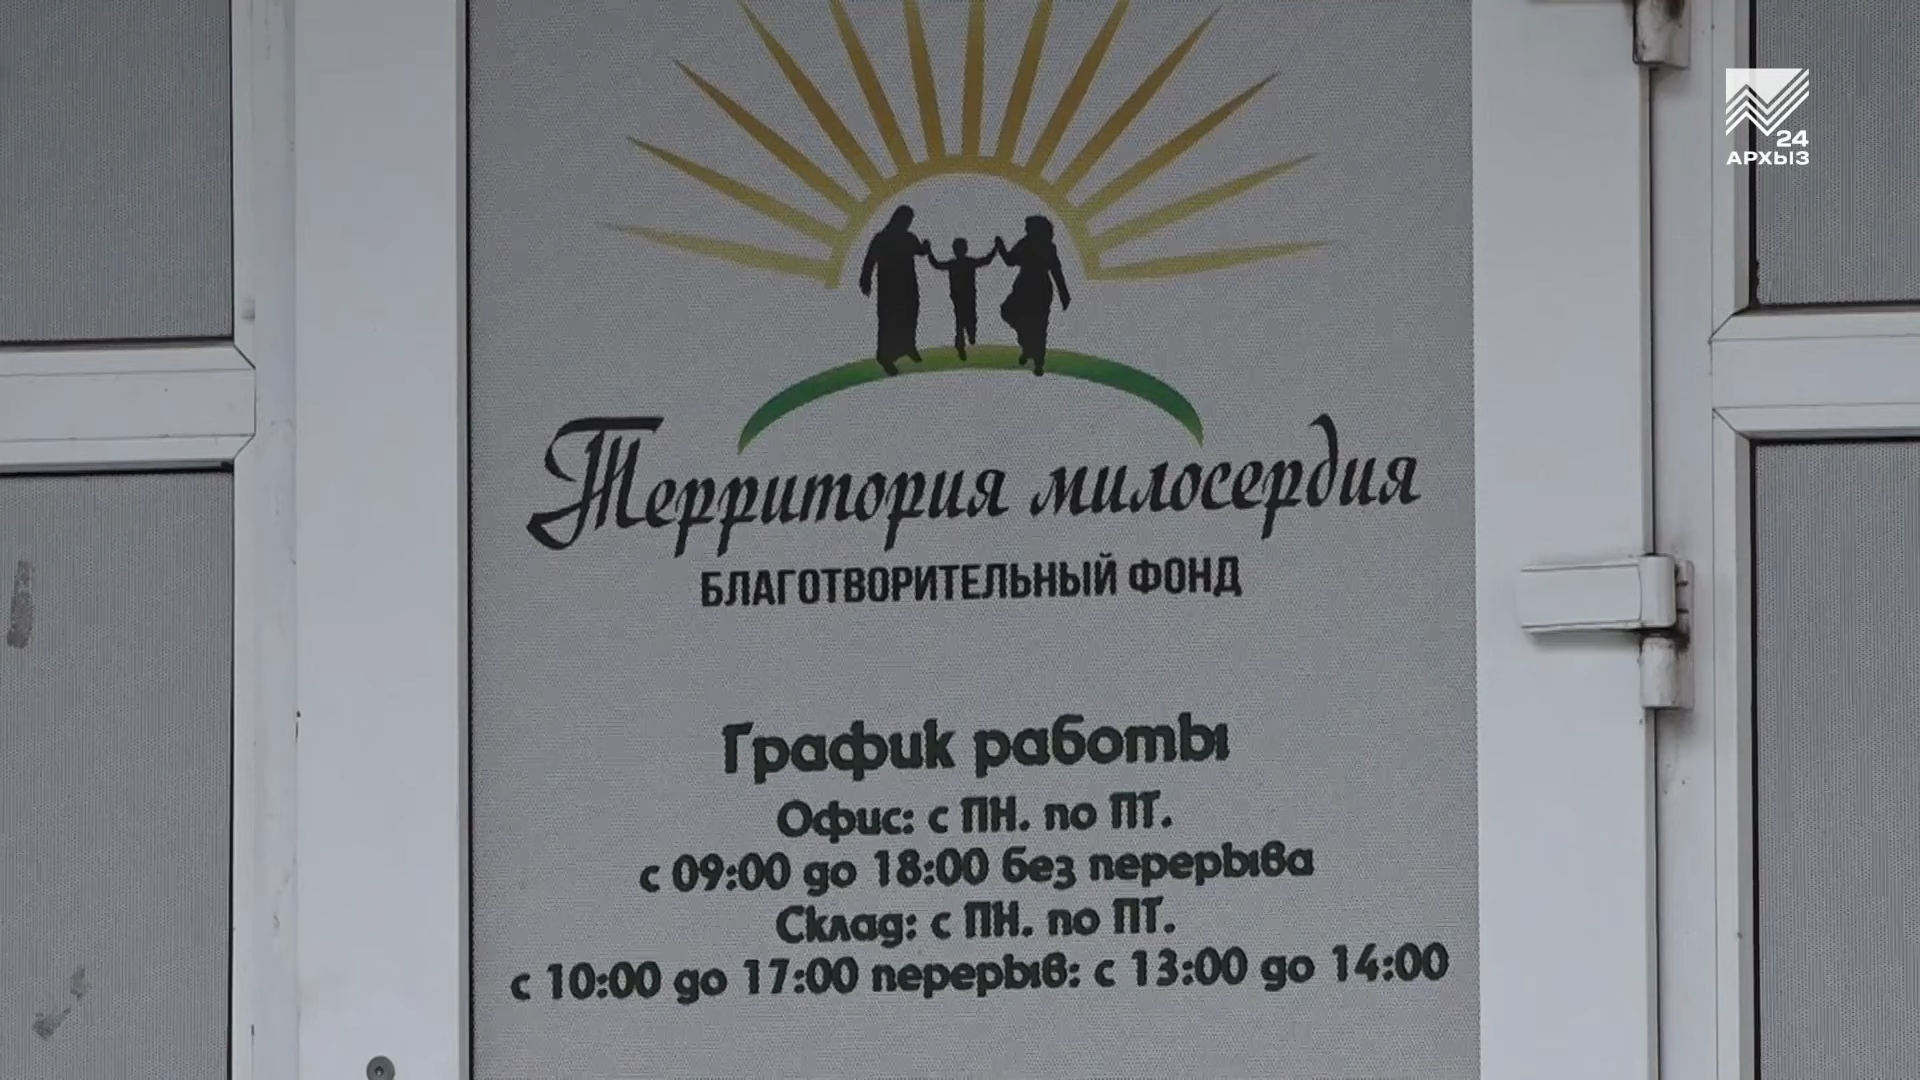 24
АРХЫЗ
Территория милосердия
БЛАГОТВОРИТЕЛЬНЫЙ ФОНД
График работы
Офис: с ПН. по ПТ.
с 09:00 до 18:00 без перерыва
Склад: с ПН. по ПТ.
с 10:00 до 17:00 перерыв: с 13:00 до 14:00